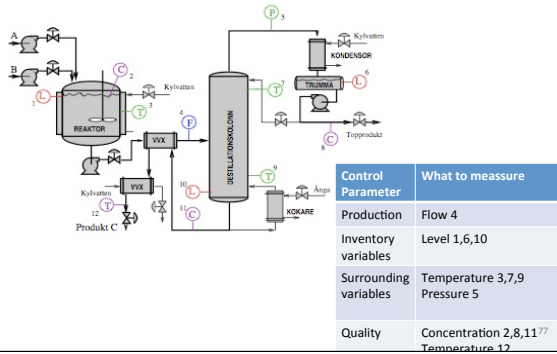 P
5
Kylvatten
KONDENSOR
A
B
C
2
Kylvatten
3
L
1
T
REAKTOR
4
F
VVX
T
7
TRUMMA
L
6
C
8
Topprodukt
DESTILLATIONSKOLONN
T
9
L
10
Ånga
KOKARE
C
11
Kylvatten
VVX
T
12
Produkt C
Control Parameter
What to meassure
Production
Flow 4
Inventory variables
Level 1,6,10
Surrounding variables
Temperature 3,7,9
Pressure 5
Quality
Concentration 2,8,11
77
Temperature 12